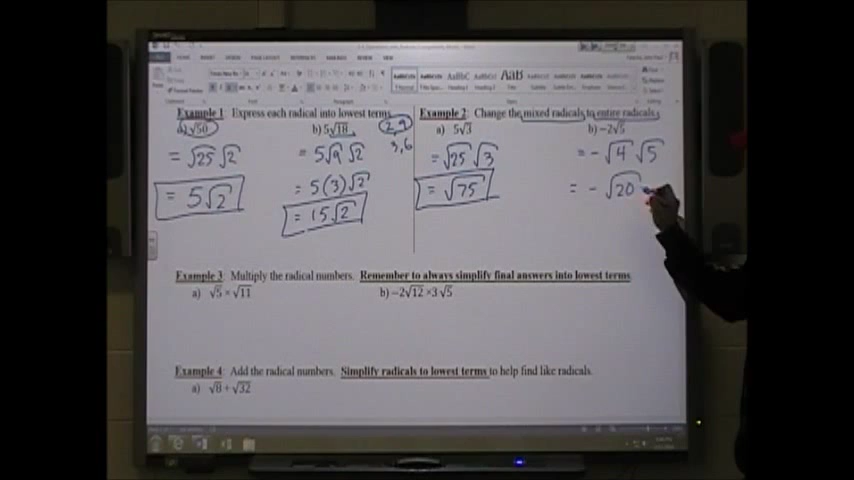 Example 1: Express each radical into lowest terms.
a) √50
= √25 √2
= 5√2
b) 5√18
2, 9
3, 6
= 5√9 √2
= 5(3)√2
= 15√2
Example 2: Change the mixed radicals to entire radicals.
a) 5√3
= √25 √3
= √75
b) −2√5
= - √4 √5
= - √20
Example 3: Multiply the radical numbers. Remember to always simplify final answers into lowest terms.
a) √5 × √11
b) −2√12 × 3√5
Example 4: Add the radical numbers. Simplify radicals to lowest terms to help find like radicals.
a) √8 + √32